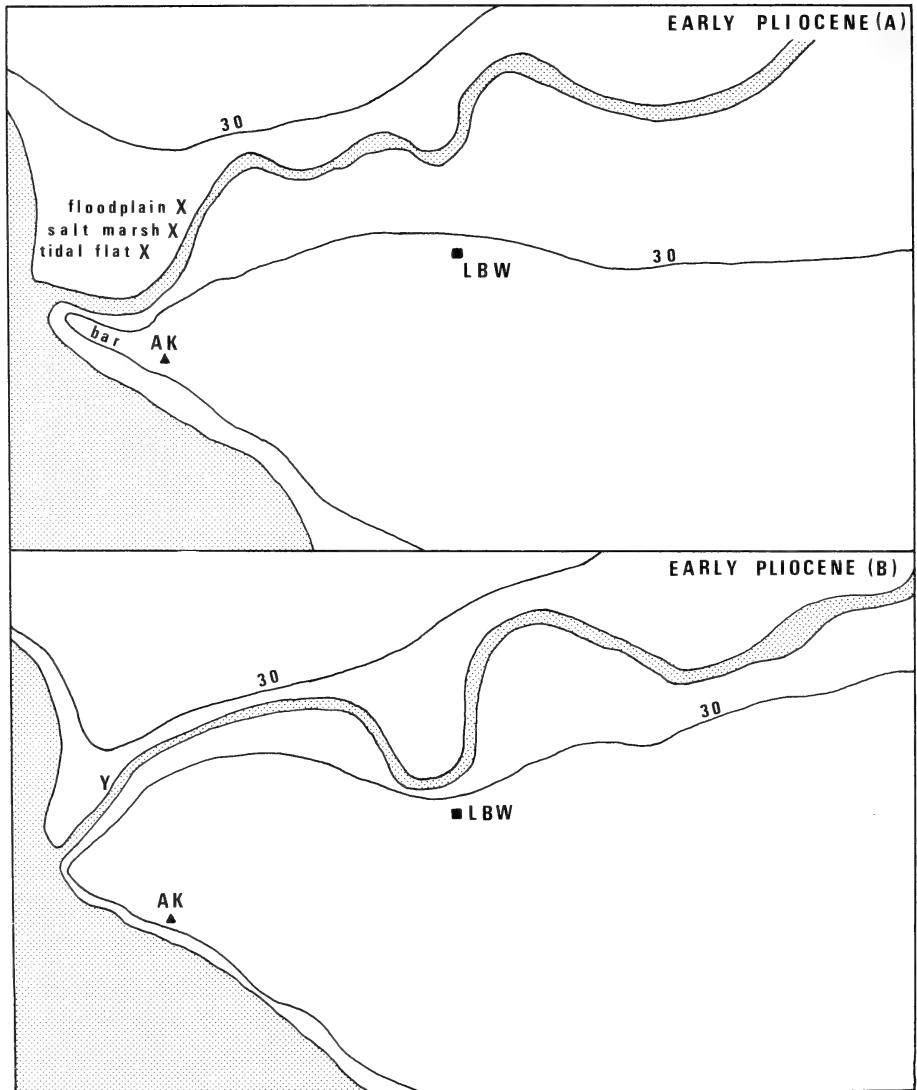 EARLY PLIOCENE (A)
30
floodplain X
salt marsh X
tidal flat X
30
LBW
bar
AK
EARLY PLIOCENE (B)
30
30
Y
LBW
AK